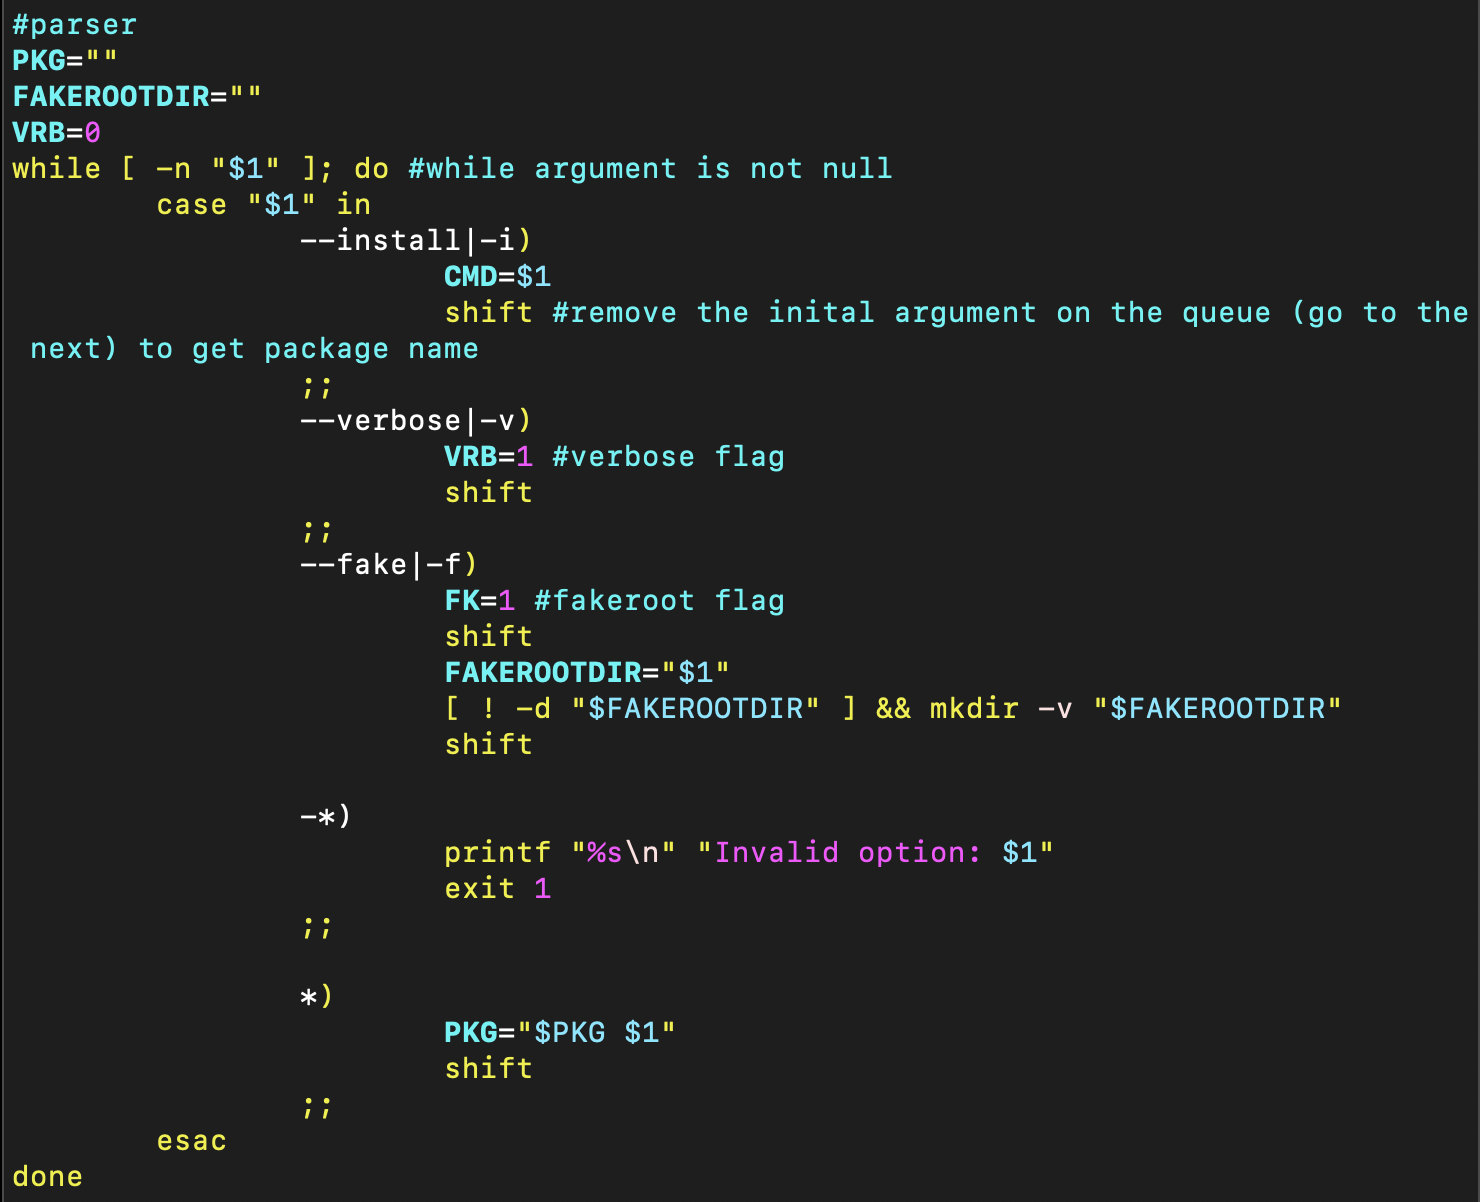 #parser
PKG=""
FAKEROOTDIR=""
VRB=0
while [ -n "$1" ]; do #while argument is not null
case "$1" in
--install|-i)
CMD=$1
shift #remove the inital argument on the queue (go to the
next) to get package name
;;
--verbose|-v)
VRB=1 #verbose flag
shift
;;
--fake|-f)
FK=1 #fakeroot flag
shift
FAKEROOTDIR="$1"
[ ! -d "$FAKEROOTDIR" ] && mkdir -v "$FAKEROOTDIR"
shift
-*)
printf "%s\n" "Invalid option: $1"
exit 1
;;
*)
PKG="$PKG $1"
shift
;;
esac
done